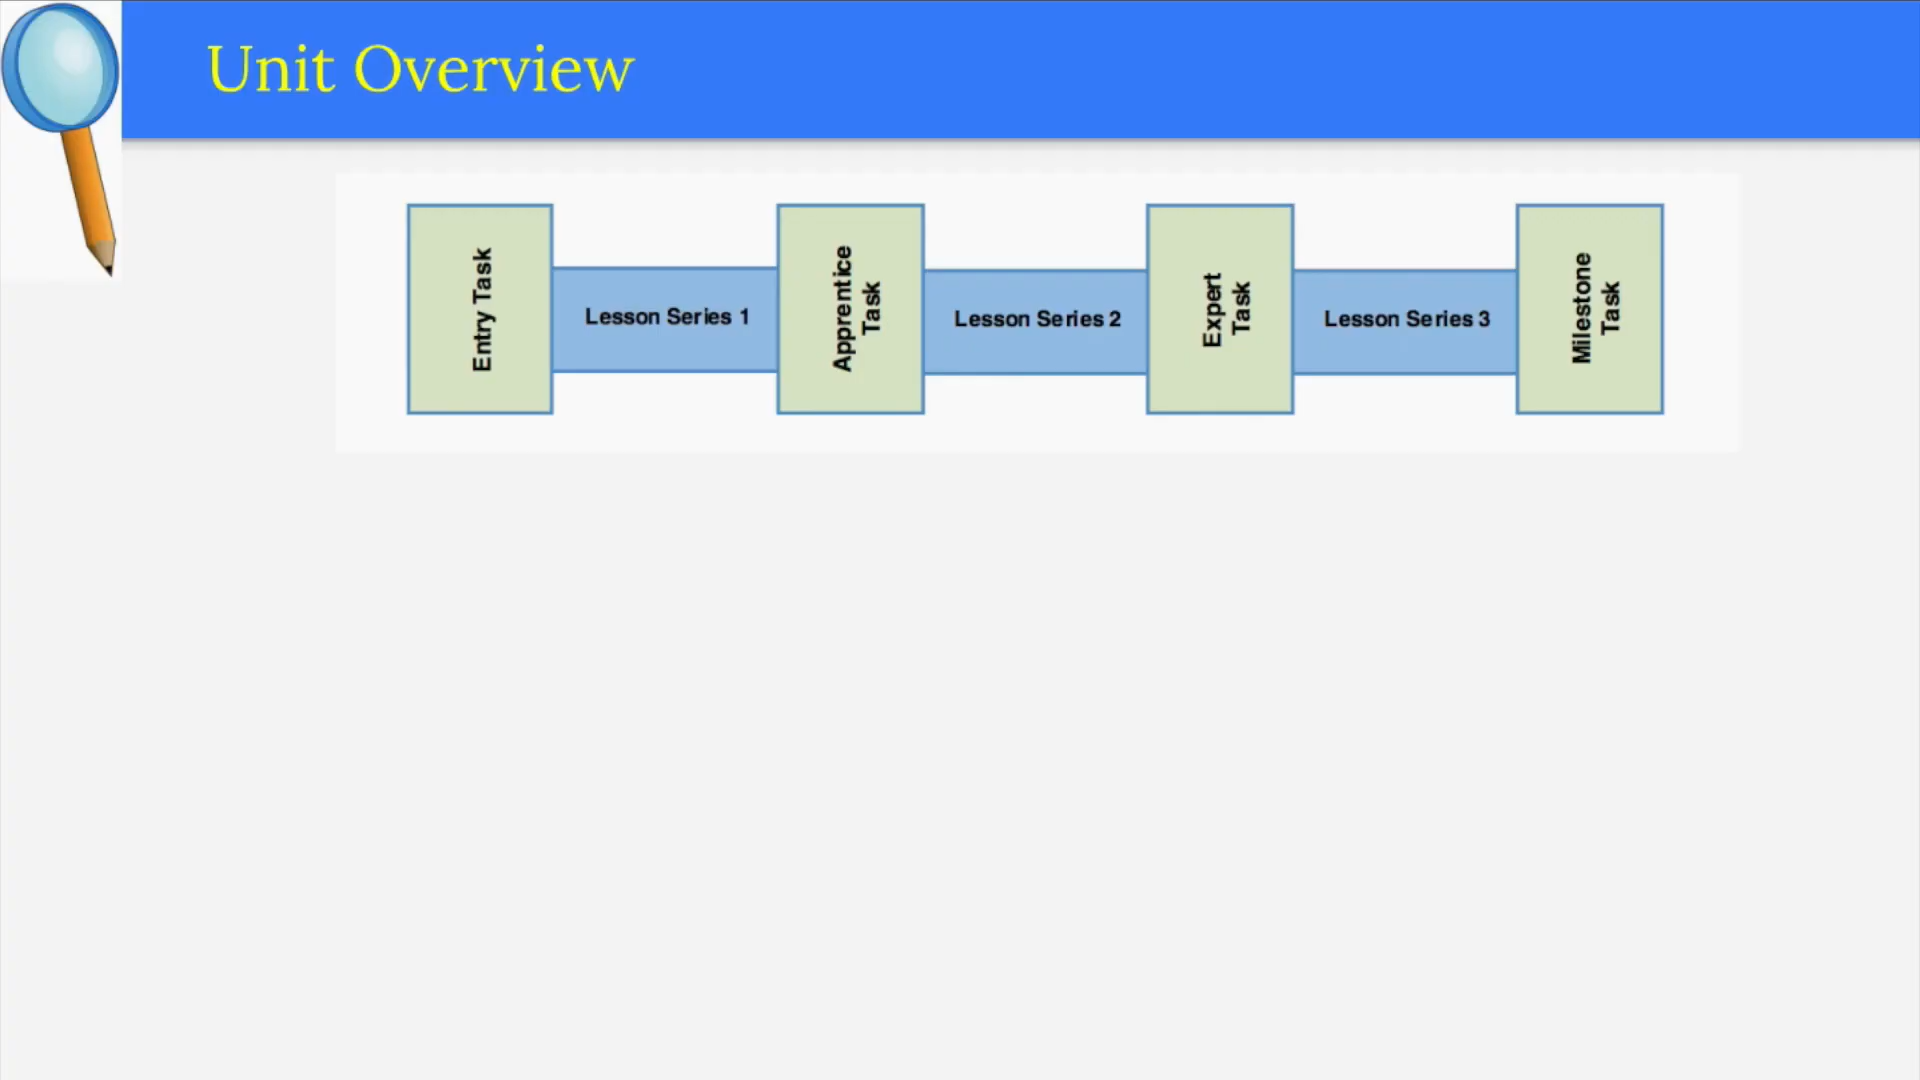 Unit Overview
Entry Task
Lesson Series 1
Apprentice
Task
Lesson Series 2
Expert
Task
Lesson Series 3
Milestone
Task